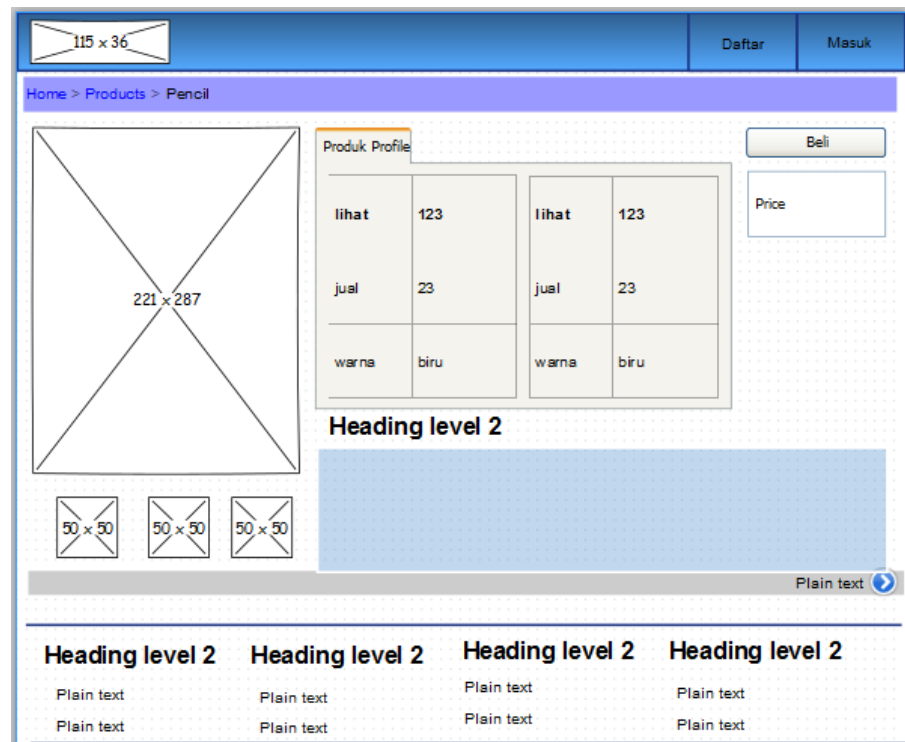 115 x 36
Daftar
Masuk
Home > Products > Pencil
Produk Profile
Beli
lihat 123 lihat 123
Price
jual 23 jual 23
221 x 287
warna biru warna biru
Heading level 2
50 x 50 50 x 50 50 x 50
Plain text
Heading level 2 Heading level 2 Heading level 2 Heading level 2
Plain text Plain text Plain text Plain text
Plain text Plain text Plain text Plain text